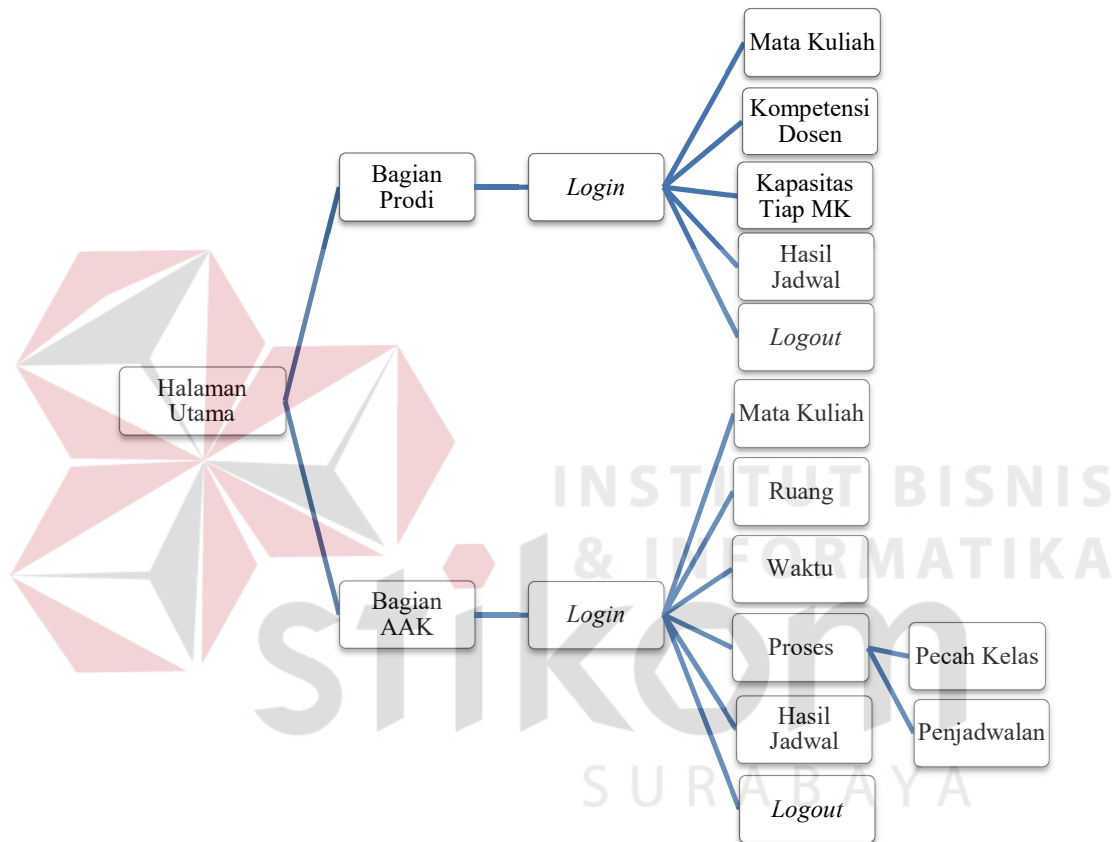 Mata Kuliah
Kompetensi
Dosen
Kapasitas
Tiap MK
Hasil
Jadwal
Logout
Bagian
Prodi
Login
Halaman
Utama
Bagian
AAK
Login
Mata Kuliah
Ruang
Waktu
Proses
Hasil
Jadwal
Logout
Pecah Kelas
Penjadwalan
INSTITUT BISNIS
& INFORMATIKA
stikom
SURABAYA